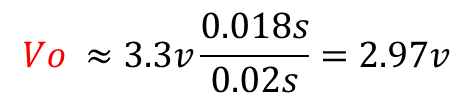 Vo ≈ 3.3v 0.018s/0.02s = 2.97v